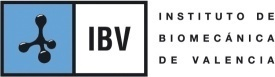 IBV
INSTITUTO DE
BIOMECÁNICA
DE VALENCIA